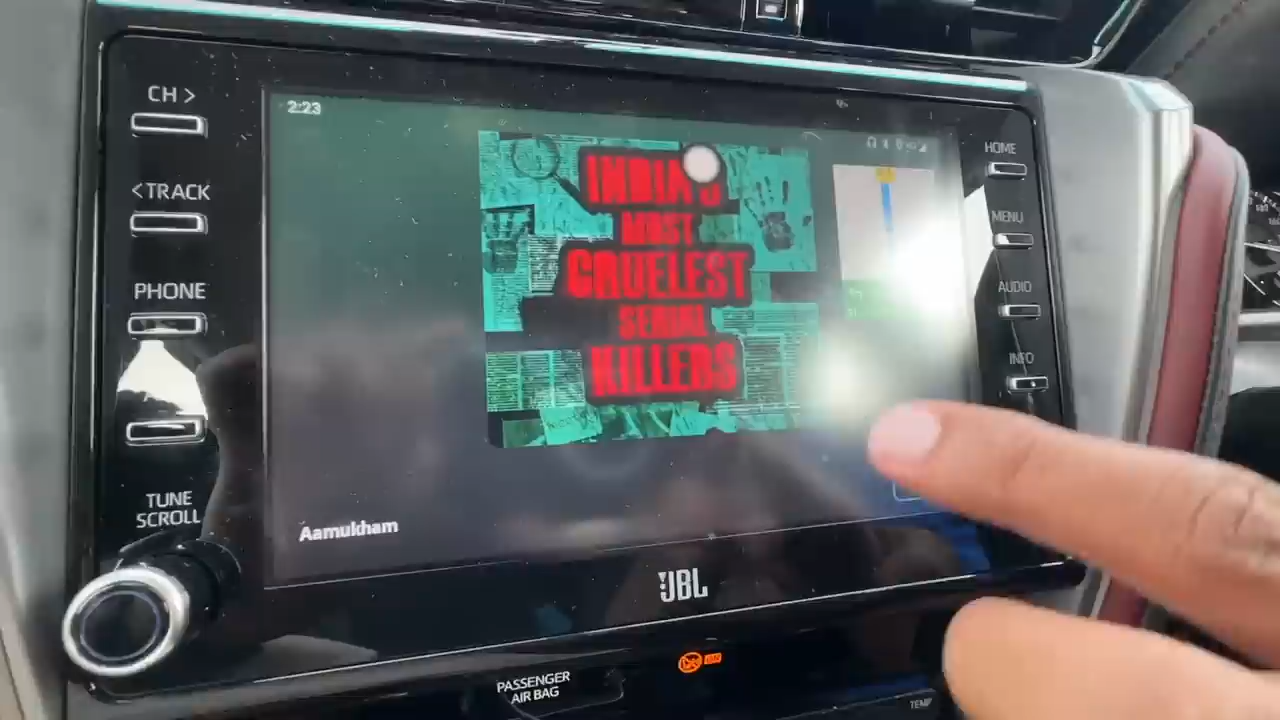 CH >
<TRACK
PHONE
TUNE
SCROLL
2:23
INDIA'S
MOST
CRUELEST
SERIAL
KILLERS
Aamukham
HOME
MENU
AUDIO
INFO
JBL
PASSENGER
AIR BAG
TEMP